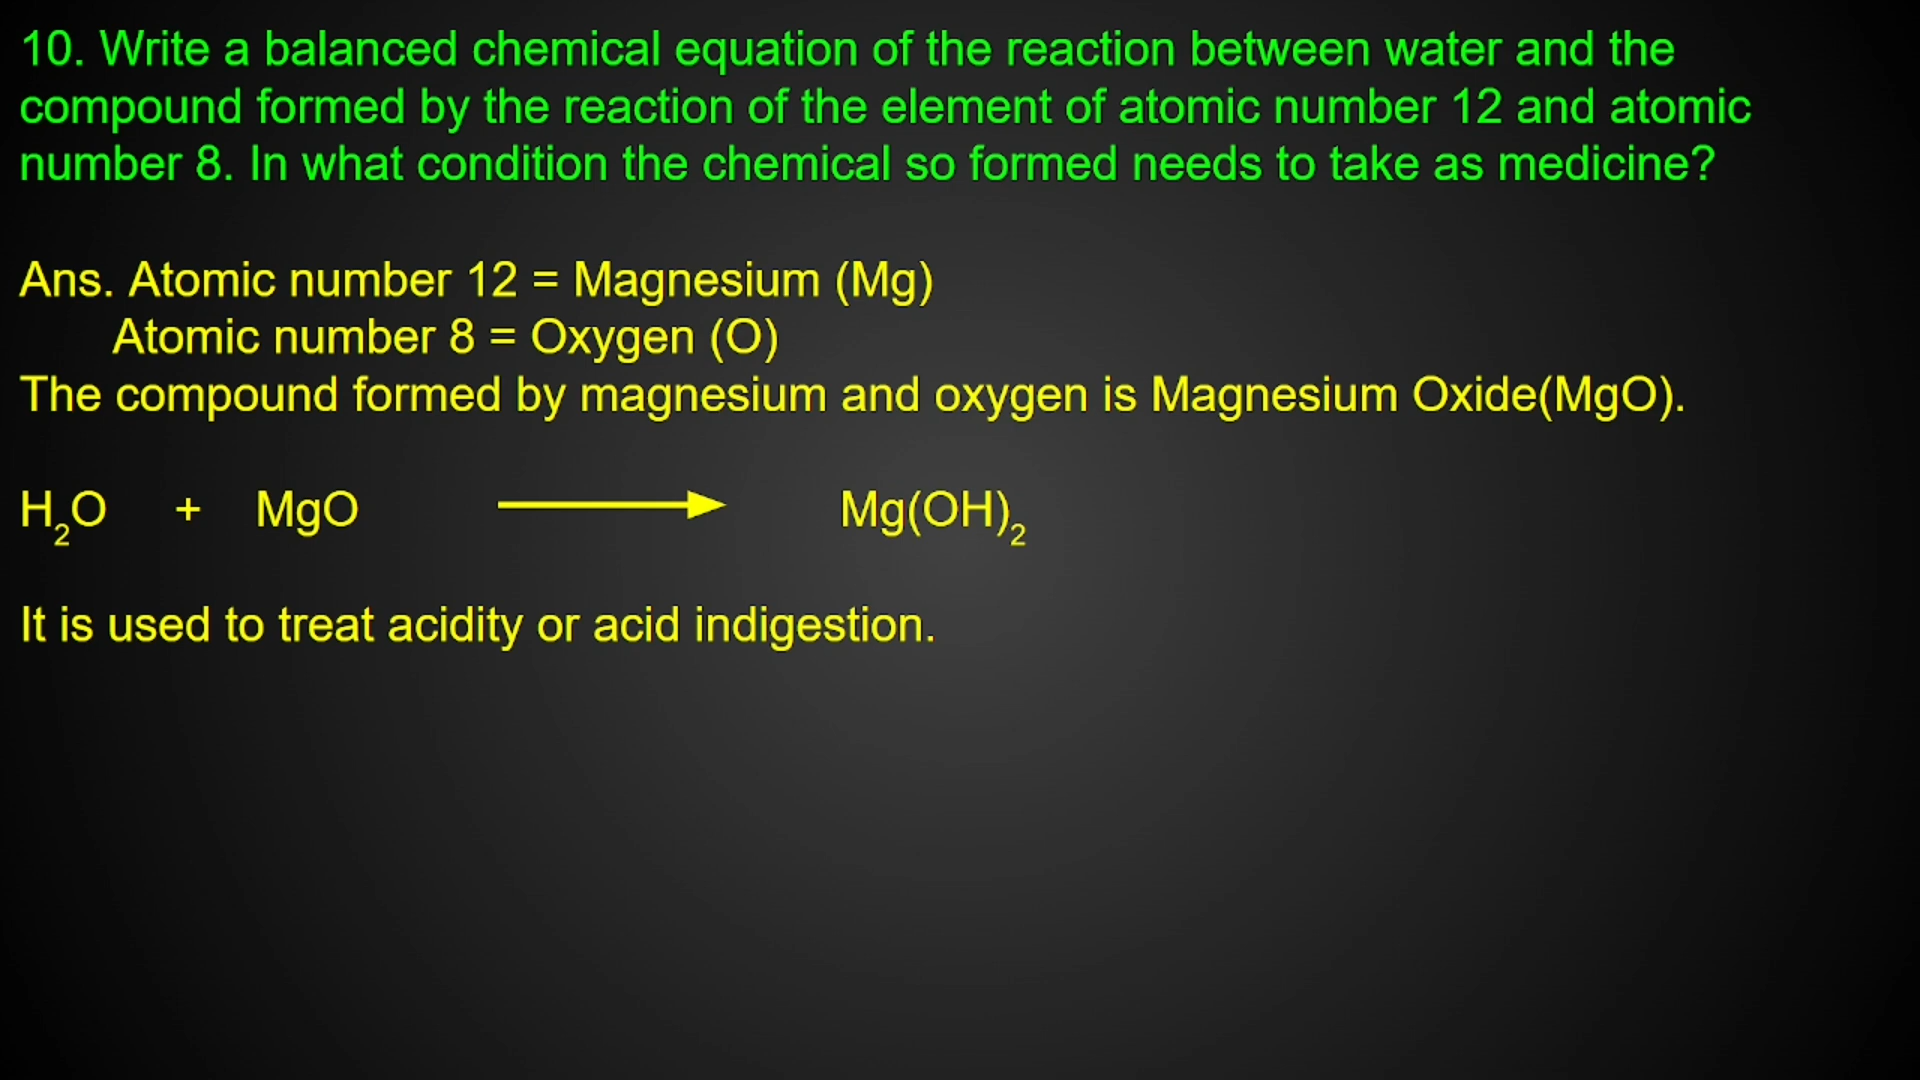 10. Write a balanced chemical equation of the reaction between water and the
compound formed by the reaction of the element of atomic number 12 and atomic
number 8. In what condition the chemical so formed needs to take as medicine?
Ans. Atomic number 12 = Magnesium (Mg)
Atomic number 8 = Oxygen (O)
The compound formed by magnesium and oxygen is Magnesium Oxide(MgO).
H₂O + MgO ⟶ Mg(OH)₂
It is used to treat acidity or acid indigestion.